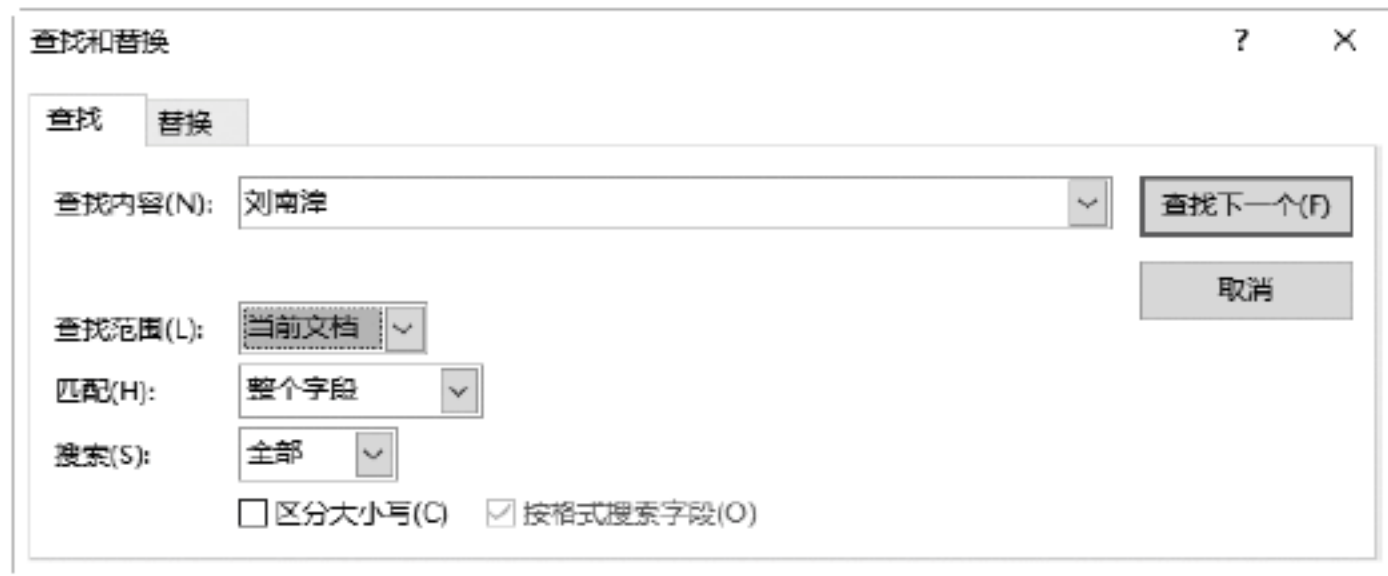 查找和替换 ? ×
查找 替换
查找内容(N): 刘南漳 查找下一个(F)
取消
查找范围(L): 当前文档
匹配(H): 整个字段
搜索(S): 全部
区分大小写(C) 按格式搜索字段(O)